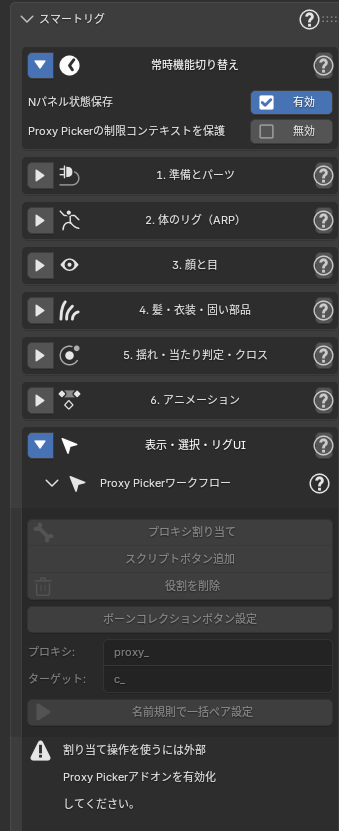 スマートリグ
常時機能切り替え
Nパネル状態保存
有効
Proxy Pickerの制限コンテキストを保護
無効
1. 準備とパーツ
2. 体のリグ（ARP）
3. 顔と目
4. 髪・衣装・固い部品
5. 揺れ・当たり判定・クロス
6. アニメーション
表示・選択・リグUI
Proxy Pickerワークフロー
プロキシ割り当て
スクリプトボタン追加
役割を削除
ボーンコレクションボタン設定
プロキシ: proxy_
ターゲット: c_
名前規則で一括ペア設定
割り当て操作を使うには外部
Proxy Pickerアドオンを有効化
してください。